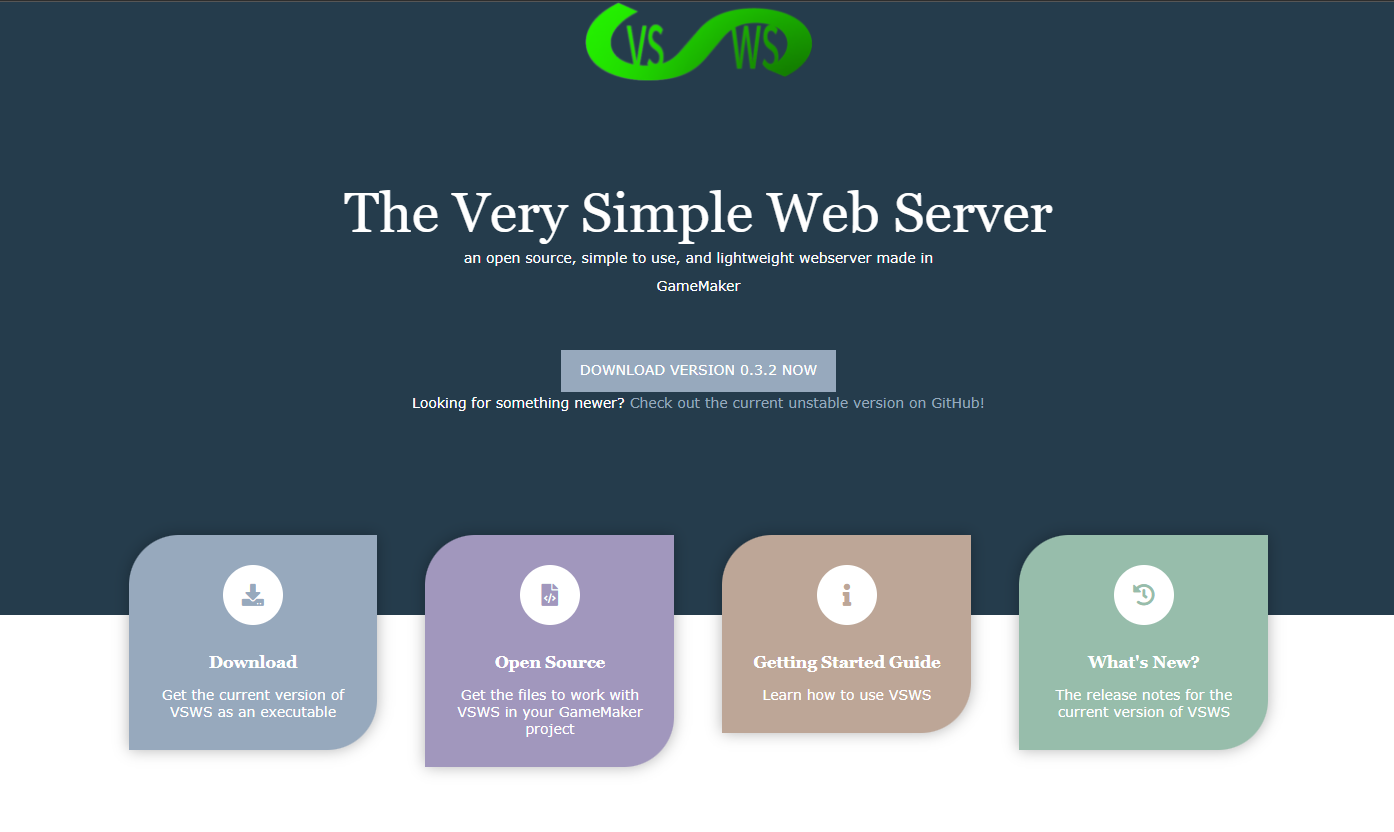 VS WS
The Very Simple Web Server
an open source, simple to use, and lightweight webserver made in
GameMaker
DOWNLOAD VERSION 0.3.2 NOW
Looking for something newer? Check out the current unstable version on GitHub!
Download
Get the current version of
VSWS as an executable
Open Source
Get the files to work with
VSWS in your GameMaker
project
Getting Started Guide
Learn how to use VSWS
What's New?
The release notes for the
current version of VSWS